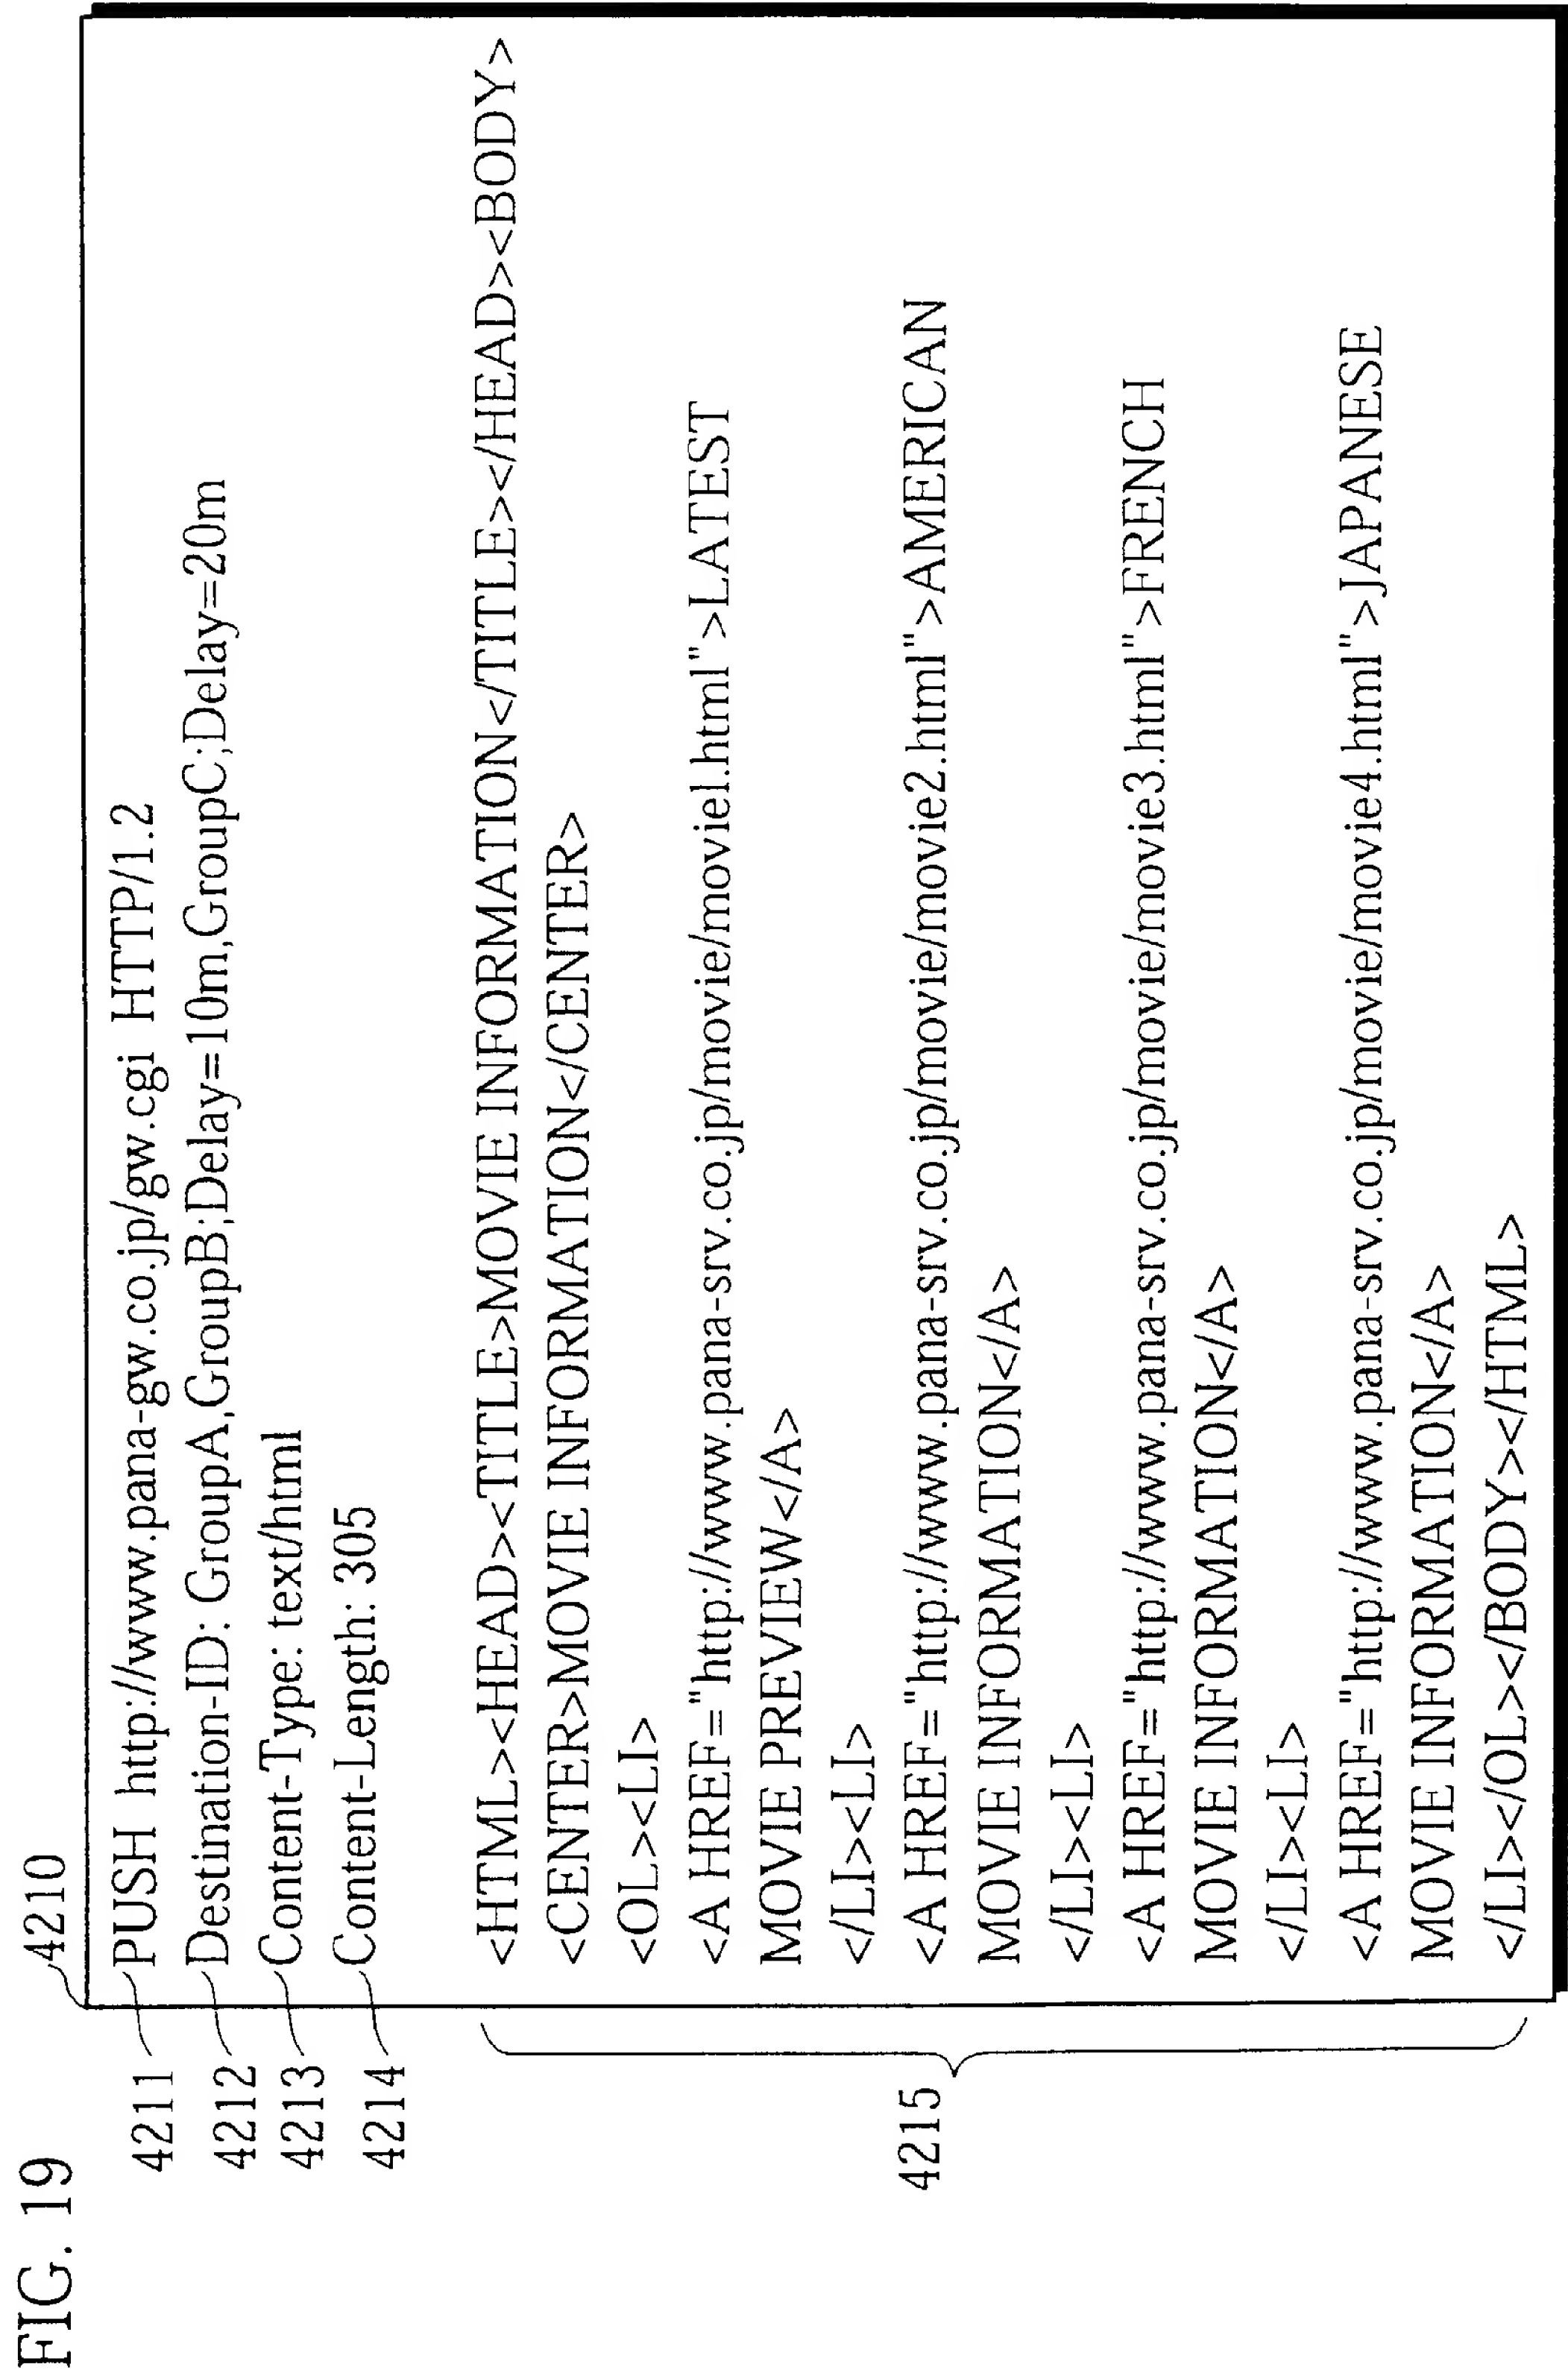 FIG. 19
4210
4211
PUSH http://www.pana-gw.co.jp/gw.cgi HTTP/1.2
4212
Destination-ID: GroupA,GroupB;Delay=10m,GroupC;Delay=20m
4213
Content-Type: text/html
4214
Content-Length: 305
4215
<HTML><HEAD><TITLE>MOVIE INFORMATION</TITLE></HEAD><BODY>
<CENTER>MOVIE INFORMATION</CENTER>
<OL><LI>
<A HREF="http://www.pana-srv.co.jp/movie/movie1.html">LATEST
MOVIE PREVIEW</A>
</LI><LI>
<A HREF="http://www.pana-srv.co.jp/movie/movie2.html">AMERICAN
MOVIE INFORMATION</A>
</LI><LI>
<A HREF="http://www.pana-srv.co.jp/movie/movie3.html">FRENCH
MOVIE INFORMATION</A>
</LI><LI>
<A HREF="http://www.pana-srv.co.jp/movie/movie4.html">JAPANESE
MOVIE INFORMATION</A>
</LI></OL></BODY></HTML>